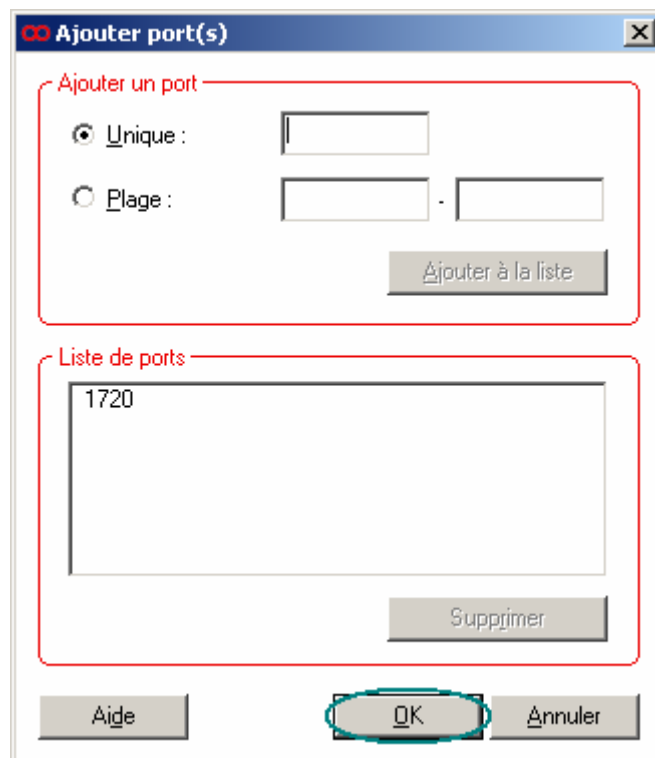 Ajouter port(s)
Ajouter un port
Unique :
Plage : -
Ajouter à la liste
Liste de ports
1720
Supprimer
Aide OK Annuler